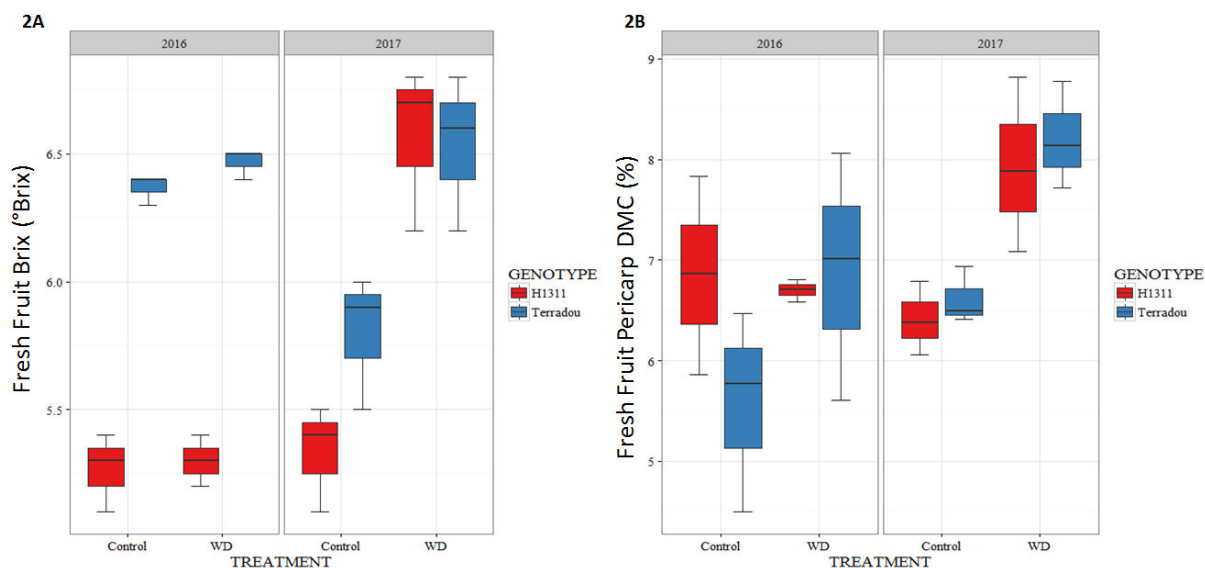 2A
2016 2017
Fresh Fruit Brix (°Brix)
6.5
6.0
5.5
Control WD Control WD
TREATMENT
GENOTYPE
H1311
Terradou
2B
2016 2017
Fresh Fruit Pericarp DMC (%)
9
8
7
6
5
Control WD Control WD
TREATMENT
GENOTYPE
H1311
Terradou